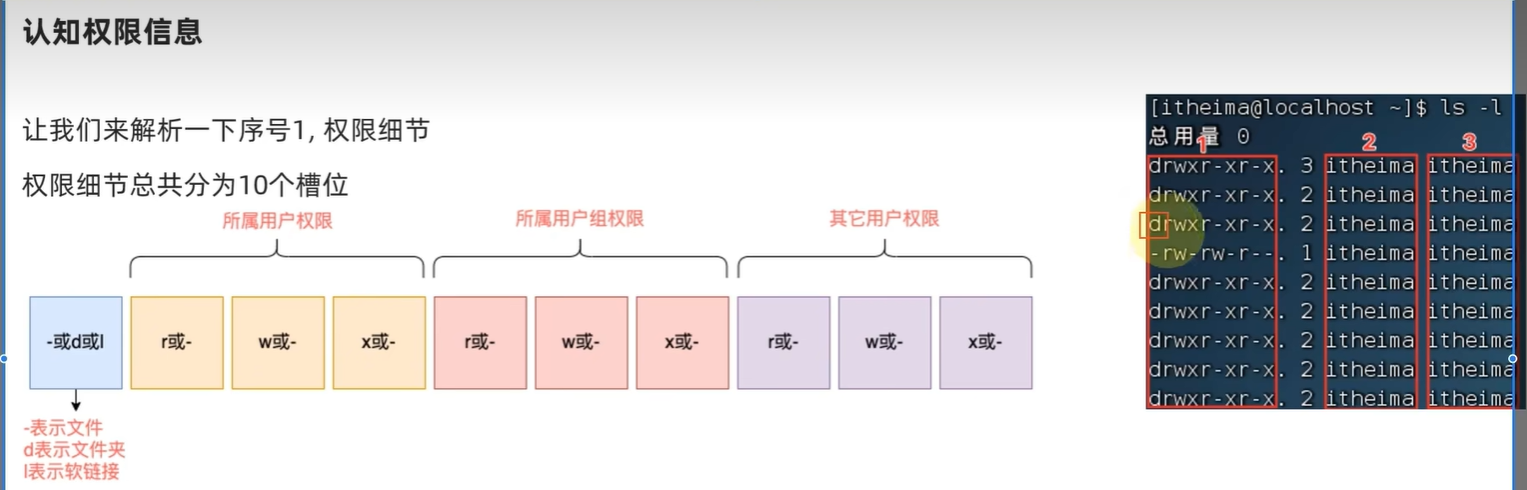 认知权限信息
让我们来解析一下序号1, 权限细节
权限细节总共分为10个槽位
所属用户权限 所属用户组权限 其它用户权限
-或d或l r或- w或- x或- r或- w或- x或- r或- w或- x或-
-表示文件
d表示文件夹
l表示软链接
[itheima@localhost ~]$ ls -l
总用量 0
1 2 3
drwxr-xr-x. 3 itheima itheima
drwxr-xr-x. 2 itheima itheima
drwxr-xr-x. 2 itheima itheima
-rw-rw-r--. 1 itheima itheima
drwxr-xr-x. 2 itheima itheima
drwxr-xr-x. 2 itheima itheima
drwxr-xr-x. 2 itheima itheima
drwxr-xr-x. 2 itheima itheima
drwxr-xr-x. 2 itheima itheima